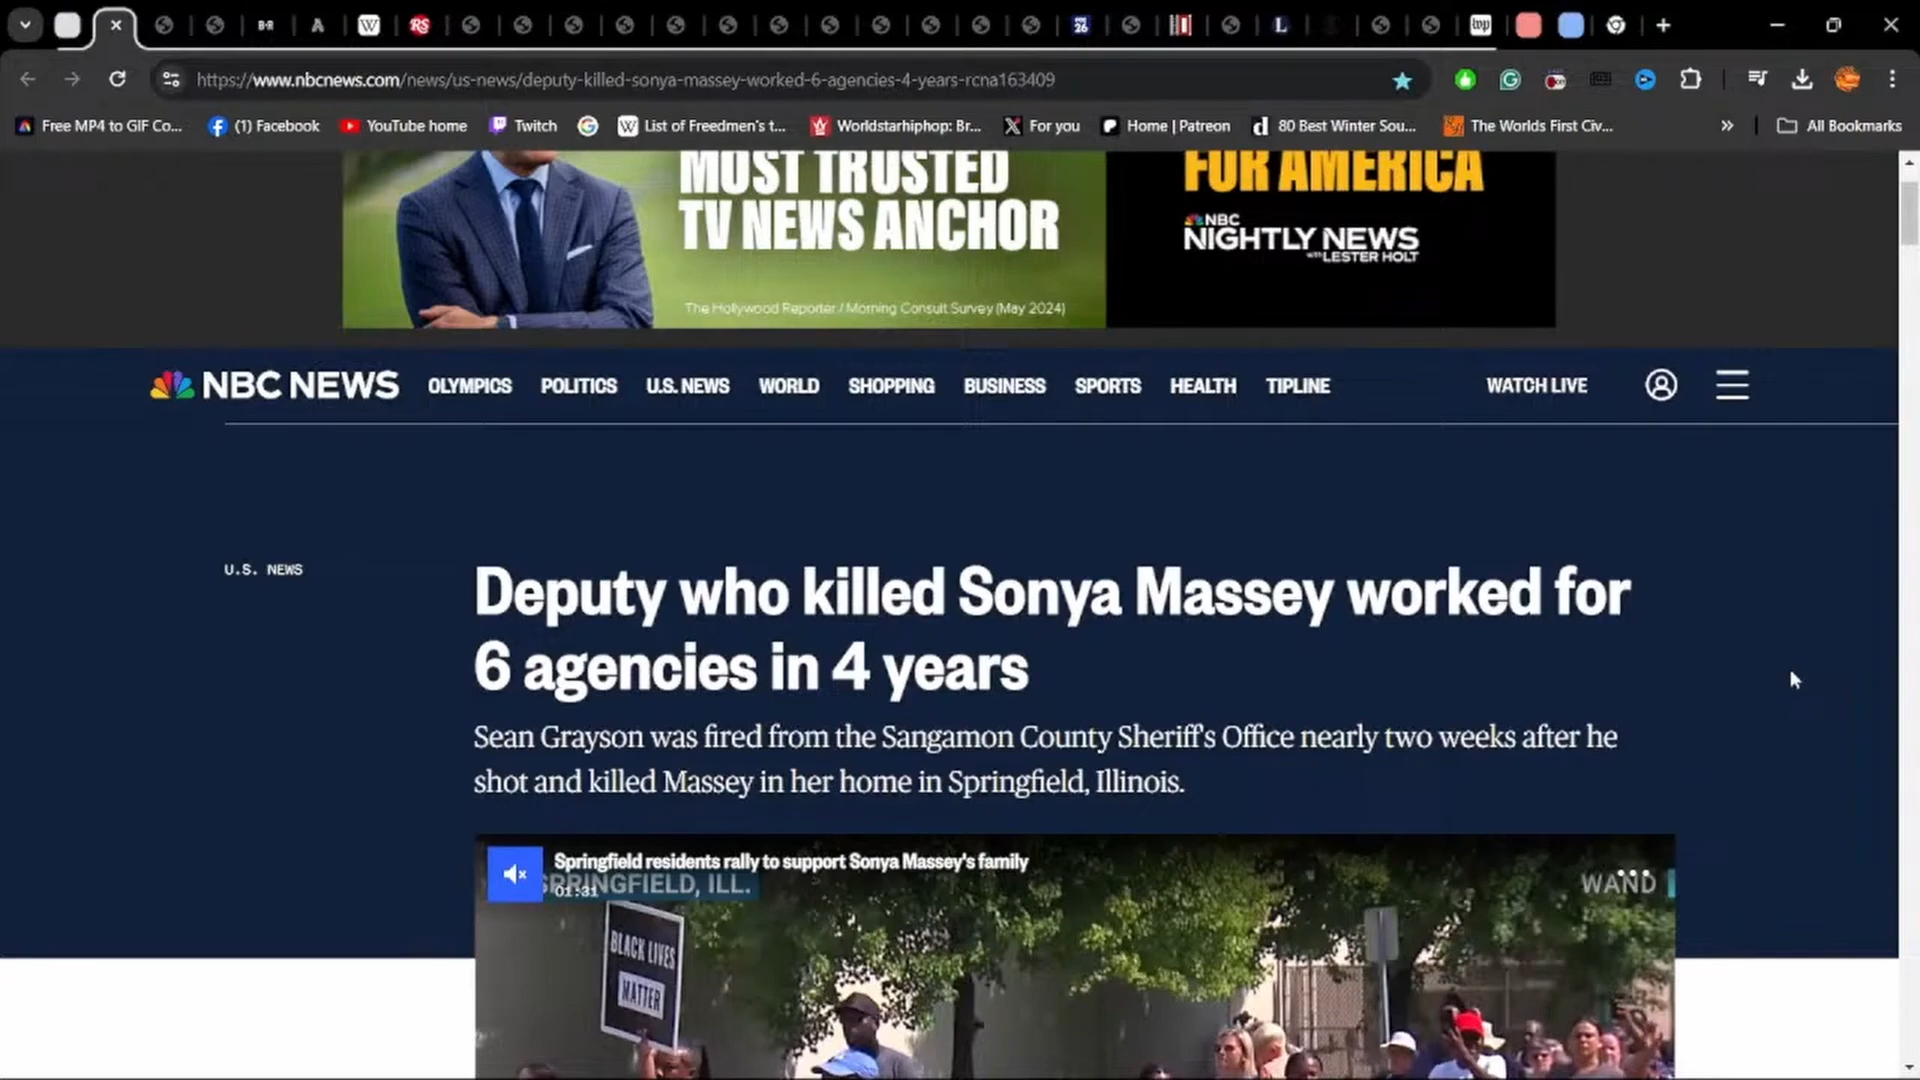 https://www.nbcnews.com/news/us-news/deputy-killed-sonya-massey-worked-6-agencies-4-years-rcna163409
Free MP4 to GIF Co... (1) Facebook YouTube home Twitch List of Freedmen's t... Worldstarhiphop: Br... For you Home | Patreon 80 Best Winter Sou... The Worlds First Civ... » All Bookmarks
MOST TRUSTED
TV NEWS ANCHOR
The Hollywood Reporter / Morning Consult Survey (May 2024)
FOR AMERICA
NBC
NIGHTLY NEWS
WITH LESTER HOLT
NBC NEWS OLYMPICS POLITICS U.S. NEWS WORLD SHOPPING BUSINESS SPORTS HEALTH TIPLINE WATCH LIVE
U.S. NEWS
Deputy who killed Sonya Massey worked for
6 agencies in 4 years
Sean Grayson was fired from the Sangamon County Sheriff's Office nearly two weeks after he
shot and killed Massey in her home in Springfield, Illinois.
Springfield residents rally to support Sonya Massey's family
01:31
SPRINGFIELD, ILL.
WAND
BLACK LIVES
MATTER